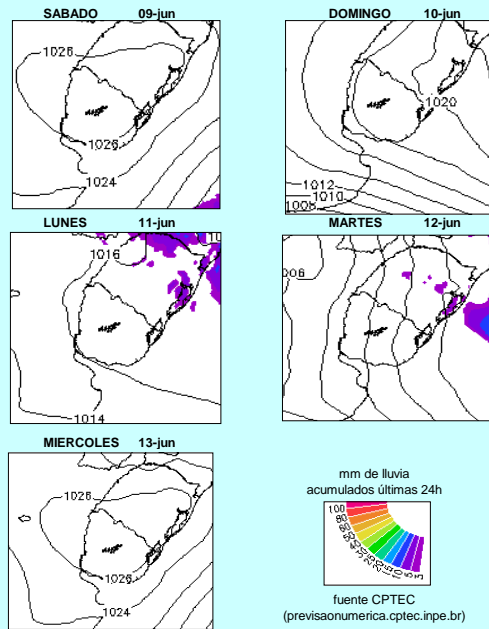 SABADO 09-jun
1026
1026
1024
DOMINGO 10-jun
1020
1012
1010
1008
LUNES 11-jun
1016
10
1014
MARTES 12-jun
006
MIERCOLES 13-jun
1026
1026
1024
mm de lluvia
acumulados últimas 24h
100
fuente CPTEC
(previsaonumerica.cptec.inpe.br)